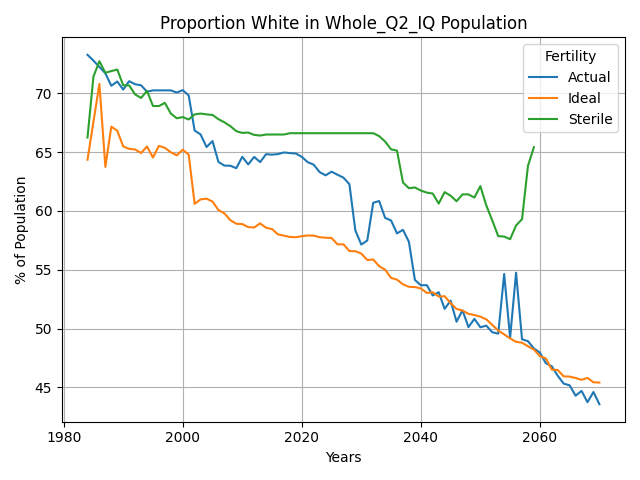 Proportion White in Whole_Q2_IQ Population
% of Population
70
65
60
55
50
45
1980
2000
2020
2040
2060
Years
Fertility
Actual
Ideal
Sterile